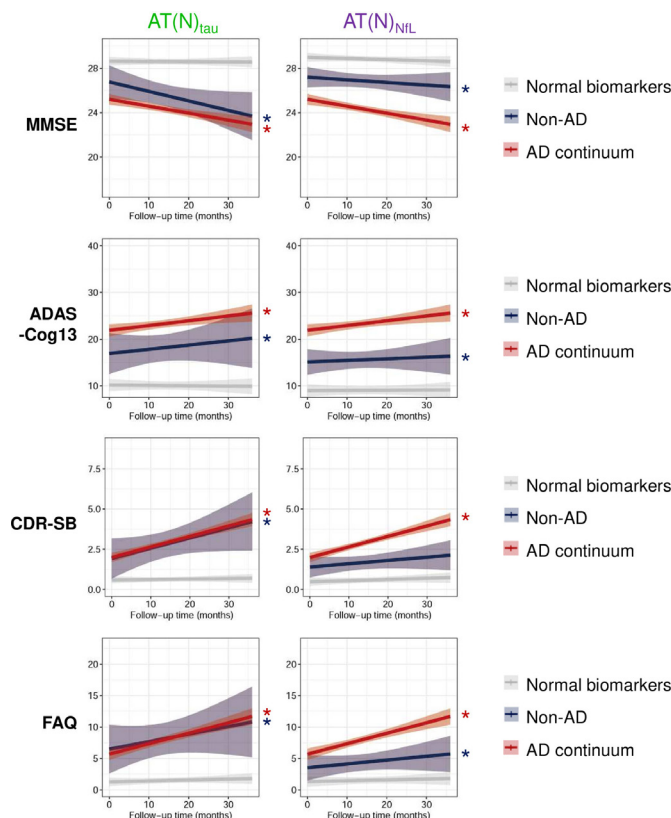 AT(N)tau AT(N)NfL
MMSE
28
24
20
0 10 20 30
Follow-up time (months)
*
*
28
24
20
0 10 20 30
Follow-up time (months)
*
*
Normal biomarkers
Non-AD
AD continuum
ADAS
-Cog13
40
30
20
10
0 10 20 30
Follow-up time (months)
*
*
40
30
20
10
0 10 20 30
Follow-up time (months)
*
*
Normal biomarkers
Non-AD
AD continuum
CDR-SB
7.5
5.0
2.5
0.0
0 10 20 30
Follow-up time (months)
*
*
7.5
5.0
2.5
0.0
0 10 20 30
Follow-up time (months)
*
Normal biomarkers
Non-AD
AD continuum
FAQ
20
15
10
5
0
0 10 20 30
Follow-up time (months)
*
*
20
15
10
5
0
0 10 20 30
Follow-up time (months)
*
*
Normal biomarkers
Non-AD
AD continuum